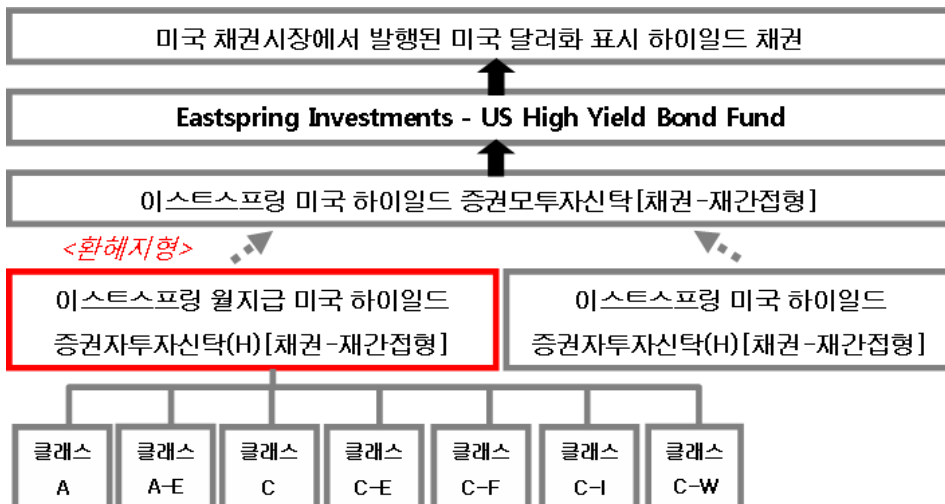 미국 채권시장에서 발행된 미국 달러화 표시 하이일드 채권
Eastspring Investments - US High Yield Bond Fund
이스트스프링 미국 하이일드 증권모투자신탁[채권-재간접형]
<환헤지형>
이스트스프링 월지급 미국 하이일드
증권자투자신탁(H)[채권-재간접형]
이스트스프링 미국 하이일드
증권자투자신탁(H)[채권-재간접형]
클래스
A
클래스
A-E
클래스
C
클래스
C-E
클래스
C-F
클래스
C-I
클래스
C-W